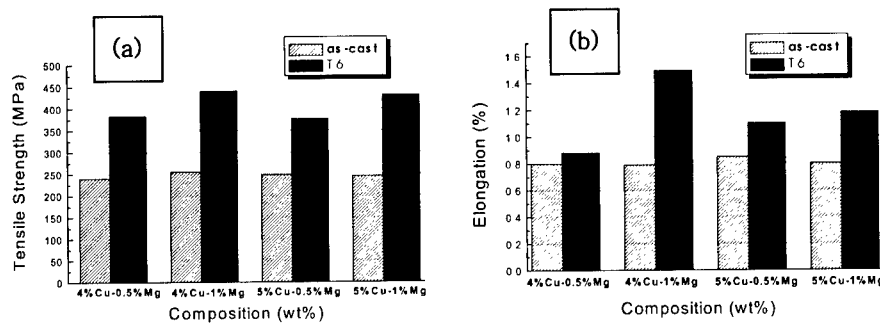 (a)
as-cast
T6
Tensile Strength (MPa)
500
450
400
350
300
250
200
150
100
50
0
4%Cu-0.5%Mg 4%Cu-1%Mg 5%Cu-0.5%Mg 5%Cu-1%Mg
Composition (wt%)
(b)
as-cast
T6
Elongation (%)
1.6
1.4
1.2
1.0
0.8
0.6
0.4
0.2
0.0
4%Cu-0.5%Mg 4%Cu-1%Mg 5%Cu-0.5%Mg 5%Cu-1%Mg
Composition (wt%)